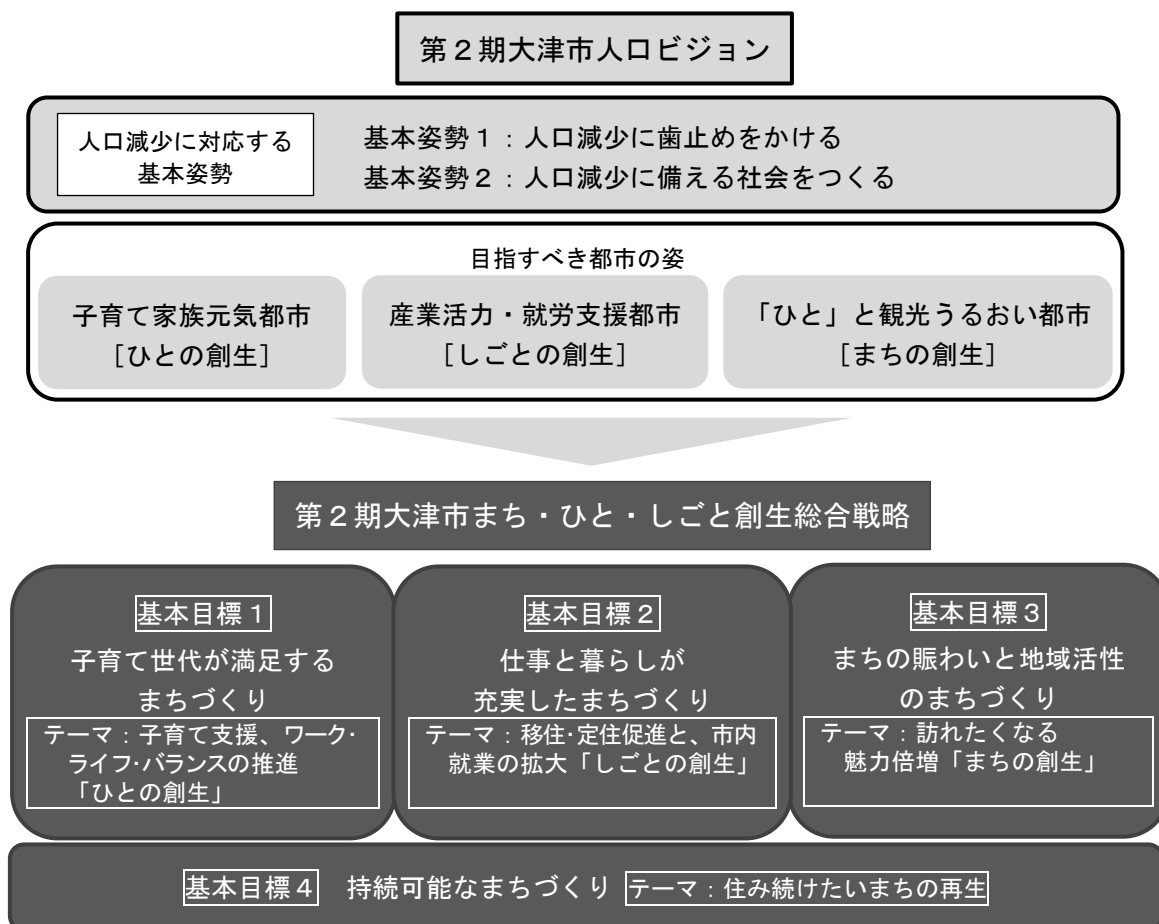 第２期大津市人口ビジョン
人口減少に対応する
基本姿勢
基本姿勢１：人口減少に歯止めをかける
基本姿勢２：人口減少に備える社会をつくる
目指すべき都市の姿
子育て家族元気都市
［ひとの創生］
産業活力・就労支援都市
［しごとの創生］
「ひと」と観光うるおい都市
［まちの創生］
第２期大津市まち・ひと・しごと創生総合戦略
基本目標１
子育て世代が満足する
まちづくり
テーマ：子育て支援、ワーク・
ライフ・バランスの推進
「ひとの創生」
基本目標２
仕事と暮らしが
充実したまちづくり
テーマ：移住・定住促進と、市内
就業の拡大「しごとの創生」
基本目標３
まちの賑わいと地域活性
のまちづくり
テーマ：訪れたくなる
魅力倍増「まちの創生」
基本目標４　持続可能なまちづくり　テーマ：住み続けたいまちの再生